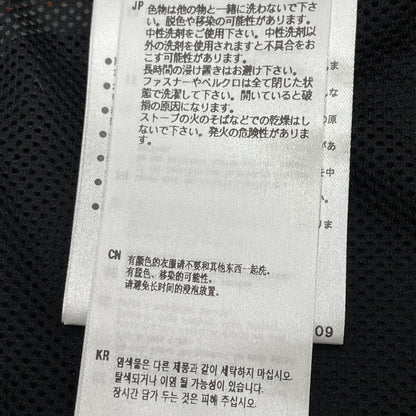 JP 色物は他の物と一緒に洗わないで下さ
い。脱色や移染の可能性があります。
中性洗剤をご使用下さい。中性洗剤以
外の洗剤を使用されますと不具合をお
こす可能性があります。
長時間の浸け置きはお避け下さい。
ファスナーやベルクロは全て閉じた状
態で洗濯して下さい。開いていると破
損の原因になります。
ストーブの火のそばなどでの乾燥はし
ないで下さい。発火の危険性がありま
す。
CN 有颜色的衣服请不要和其他东西一起洗。
有脱色、移染的可能性。
请避免长时间的浸泡放置。
09
KR 염색물은 다른 제품과 같이 세탁하지 마십시오.
탈색되거나 이염 될 가능성이 있습니다.
장시간 담가 두는 것은 피해 주십시오.